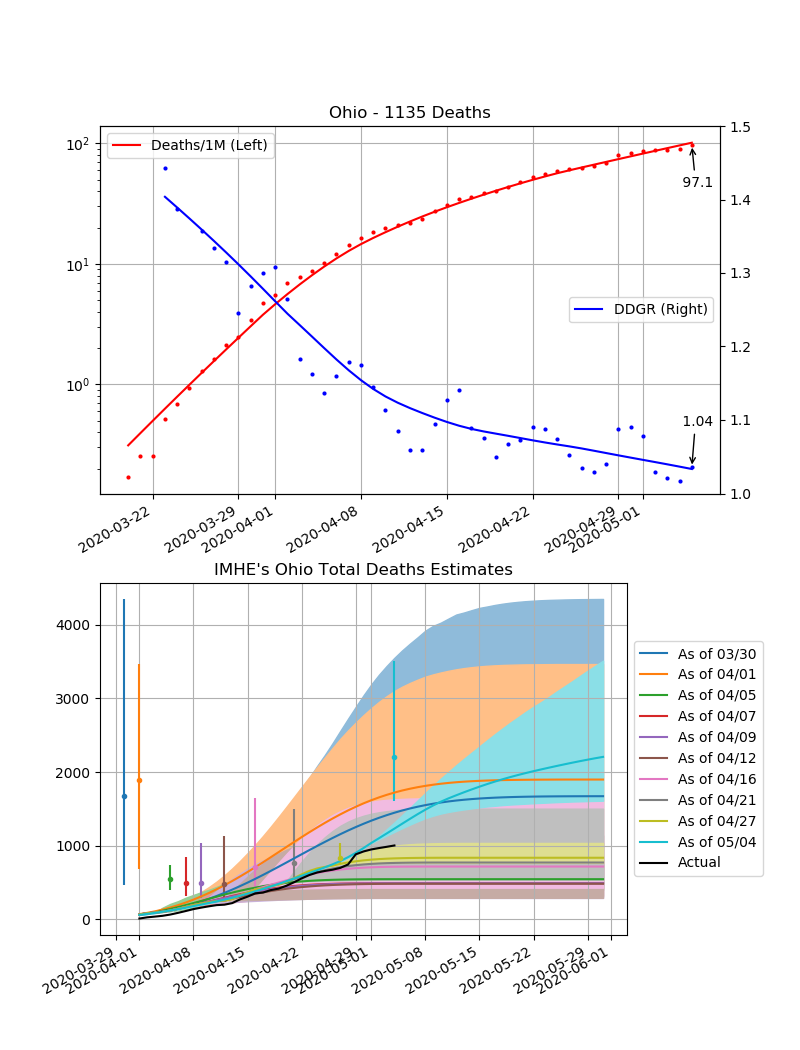 Ohio - 1135 Deaths
Deaths/1M (Left)
DDGR (Right)
97.1
1.04
10²
10¹
10⁰
1.5
1.4
1.3
1.2
1.1
1.0
2020-03-22
2020-03-29
2020-04-01
2020-04-08
2020-04-15
2020-04-22
2020-04-29
2020-05-01
IMHE's Ohio Total Deaths Estimates
4000
3000
2000
1000
0
As of 03/30
As of 04/01
As of 04/05
As of 04/07
As of 04/09
As of 04/12
As of 04/16
As of 04/21
As of 04/27
As of 05/04
Actual
2020-03-29
2020-04-01
2020-04-08
2020-04-15
2020-04-22
2020-04-29
2020-05-01
2020-05-08
2020-05-15
2020-05-22
2020-05-29
2020-06-01